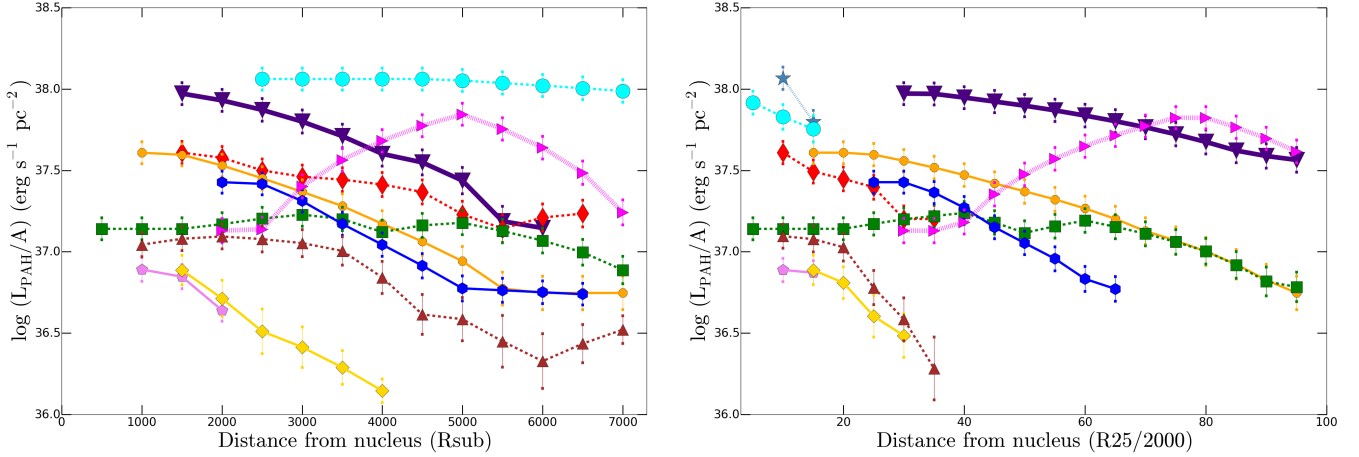 38.5
38.0
37.5
37.0
36.5
36.0
log (L_PAH/A) (erg s⁻¹ pc⁻²)
0 1000 2000 3000 4000 5000 6000 7000
Distance from nucleus (Rsub)
38.5
38.0
37.5
37.0
36.5
36.0
log (L_PAH/A) (erg s⁻¹ pc⁻²)
20 40 60 80 100
Distance from nucleus (R25/2000)